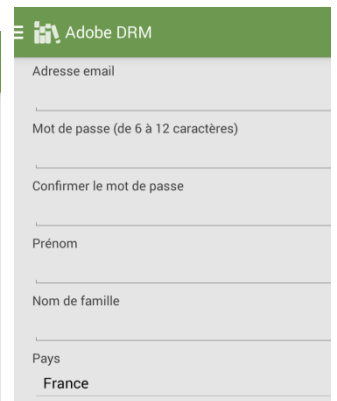 Adobe DRM
Adresse email
Mot de passe (de 6 à 12 caractères)
Confirmer le mot de passe
Prénom
Nom de famille
Pays
France